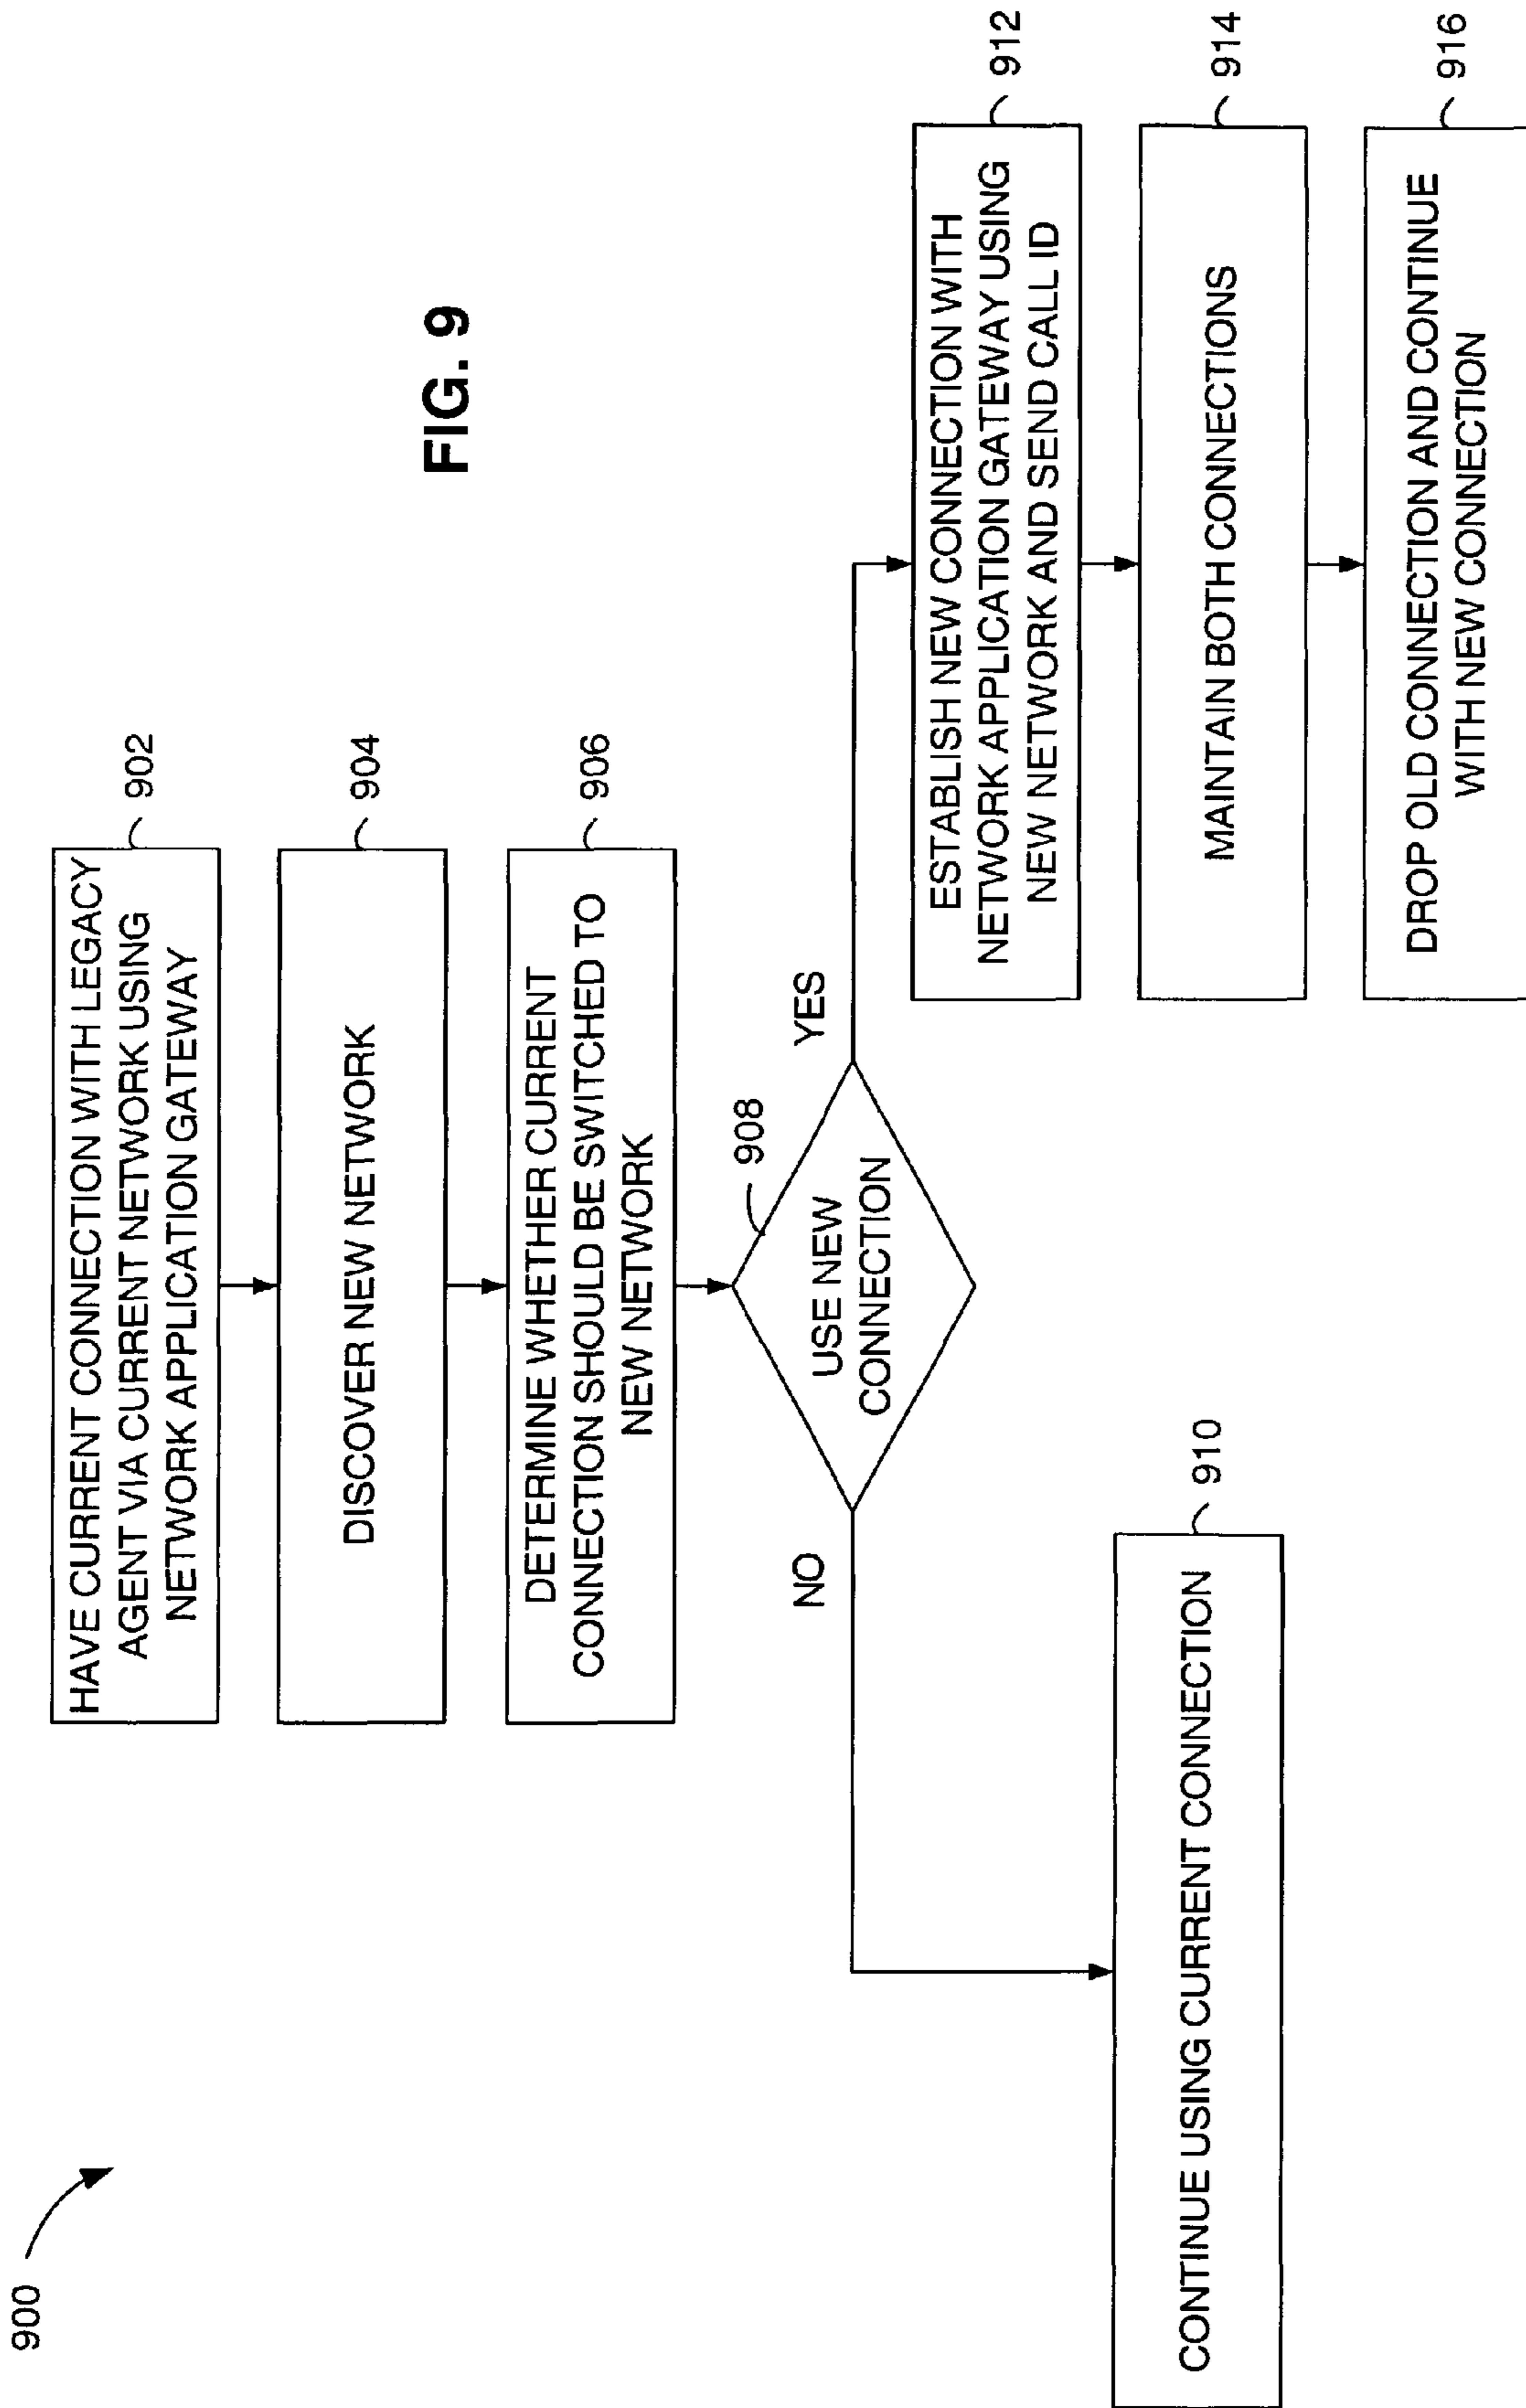 900
HAVE CURRENT CONNECTION WITH LEGACY
AGENT VIA CURRENT NETWORK USING
NETWORK APPLICATION GATEWAY
902
DISCOVER NEW NETWORK
904
DETERMINE WHETHER CURRENT
CONNECTION SHOULD BE SWITCHED TO
NEW NETWORK
906
FIG. 9
908
USE NEW
CONNECTION
NO
YES
CONTINUE USING CURRENT CONNECTION
910
ESTABLISH NEW CONNECTION WITH
NETWORK APPLICATION GATEWAY USING
NEW NETWORK AND SEND CALL ID
912
MAINTAIN BOTH CONNECTIONS
914
DROP OLD CONNECTION AND CONTINUE
WITH NEW CONNECTION
916